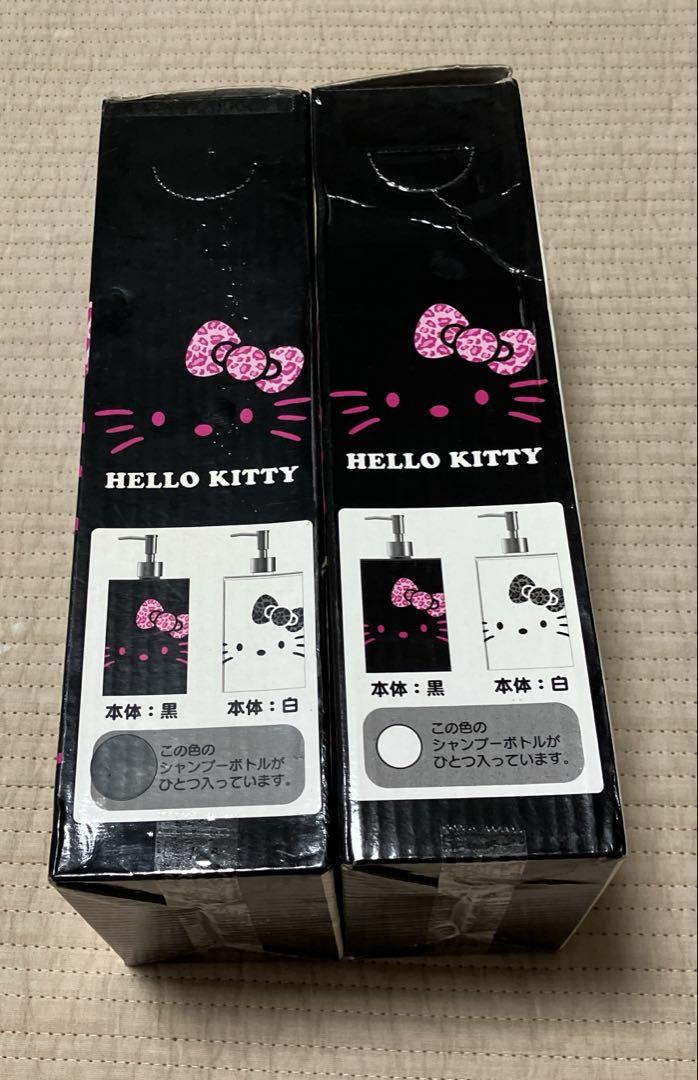 HELLO KITTY
本体：黒
本体：白
この色の
シャンプーボトルが
ひとつ入っています。
HELLO KITTY
本体：黒
本体：白
この色の
シャンプーボトルが
ひとつ入っています。